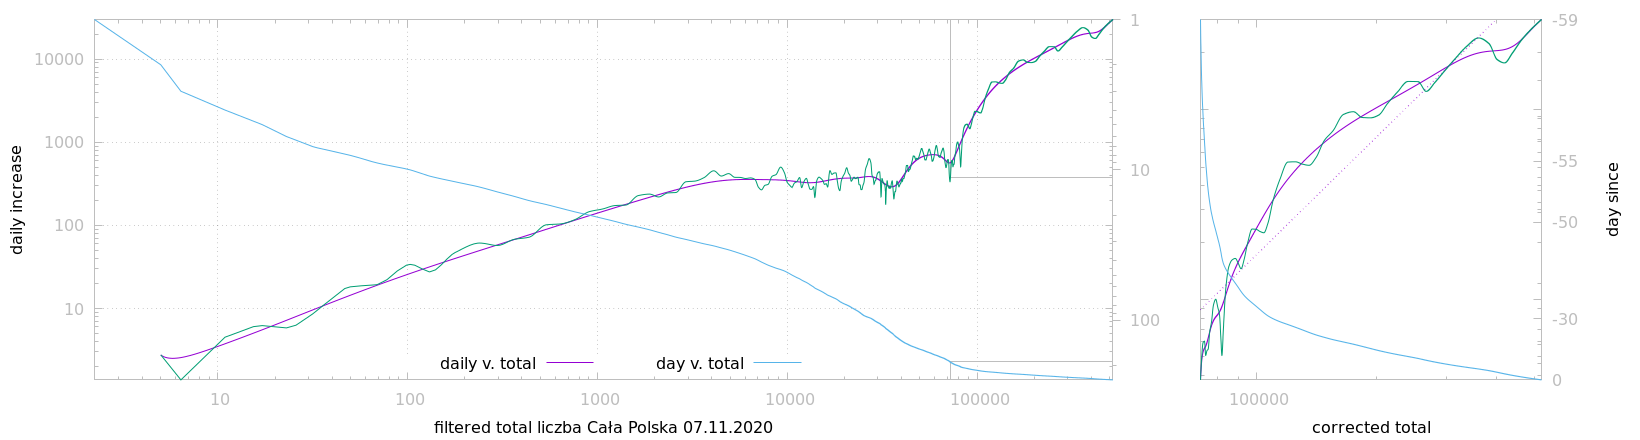 daily increase
10000
1000
100
10
1
10
100
daily v. total
day v. total
10 100 1000 10000 100000
filtered total liczba Cała Polska 07.11.2020
-59
-55
-50
-30
0
day since
100000
corrected total